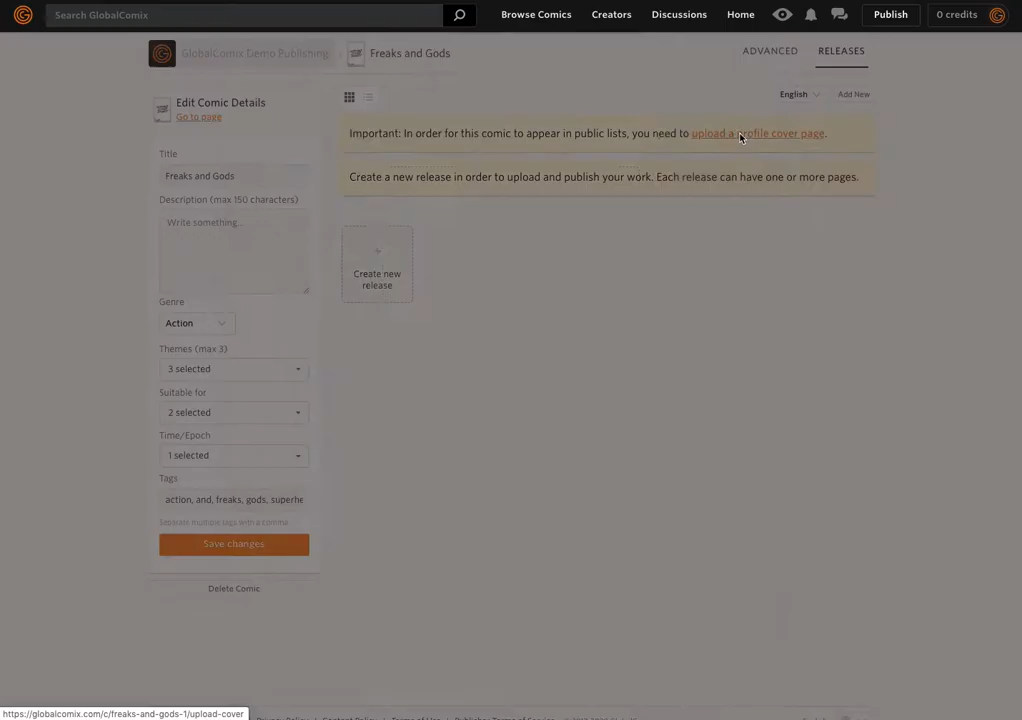 Search GlobalComix
Browse Comics
Creators
Discussions
Home
Publish
0 credits
GlobalComix Demo Publishing
Freaks and Gods
ADVANCED
RELEASES
Edit Comic Details
Go to page
English
Add New
Important: In order for this comic to appear in public lists, you need to upload a profile cover page.
Create a new release in order to upload and publish your work. Each release can have one or more pages.
Title
Freaks and Gods
Description (max 150 characters)
Write something...
Create new
release
Genre
Action
Themes (max 3)
3 selected
Suitable for
2 selected
Time/Epoch
1 selected
Tags
action, and, freaks, gods, superhe
Separate multiple tags with a comma
Save changes
Delete Comic
https://globalcomix.com/c/freaks-and-gods-1/upload-cover